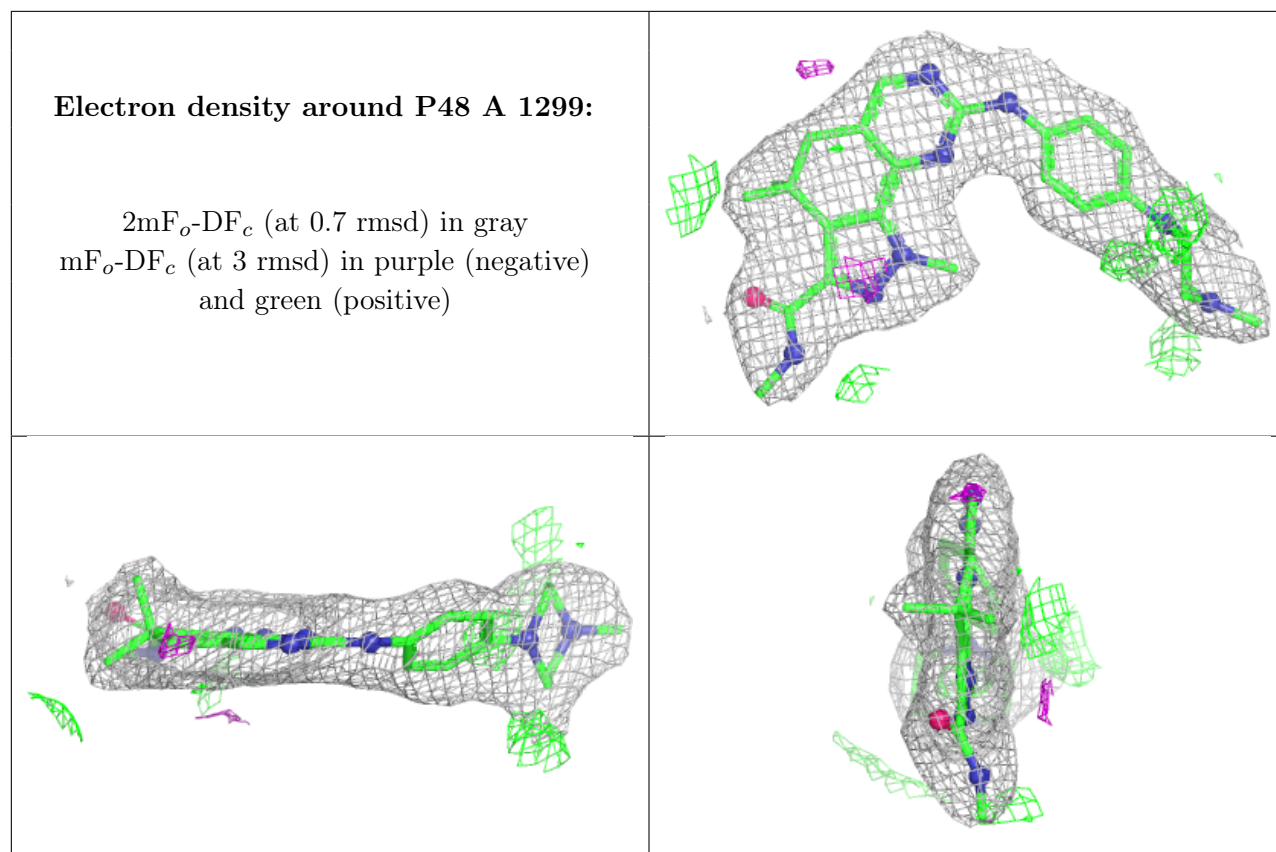 Electron density around P48 A 1299:
2mFo-DFc (at 0.7 rmsd) in gray
mFo-DFc (at 3 rmsd) in purple (negative)
and green (positive)